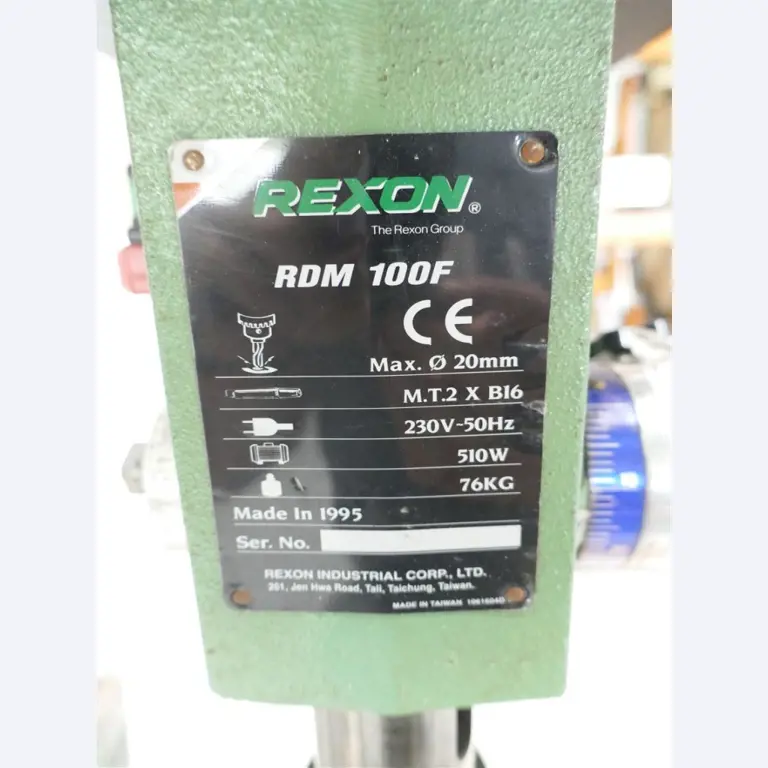 REXON®
The Rexon Group
RDM 100F
CE
Max. Ø 20mm
M.T.2 X B16
230V-50Hz
510W
76KG
Made In 1995
Ser. No.
REXON INDUSTRIAL CORP., LTD.
261, Jen Hwa Road, Tali, Taichung, Taiwan.
MADE IN TAIWAN